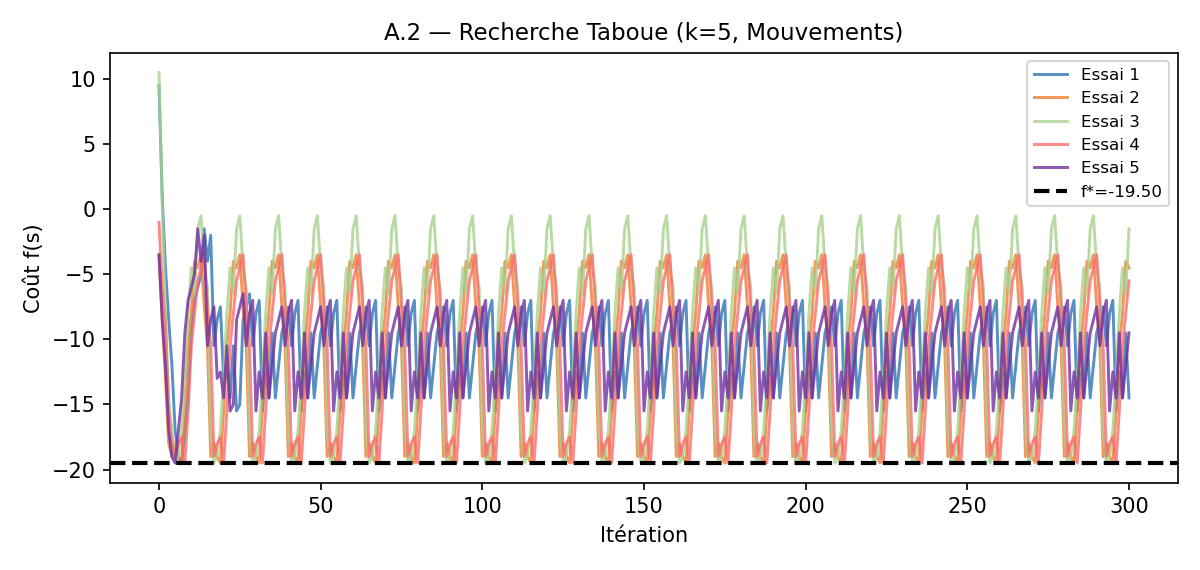 A.2 — Recherche Taboue (k=5, Mouvements)
Coût f(s)
10
5
0
−5
−10
−15
−20
0
50
100
150
200
250
300
Itération
Essai 1
Essai 2
Essai 3
Essai 4
Essai 5
f*=-19.50